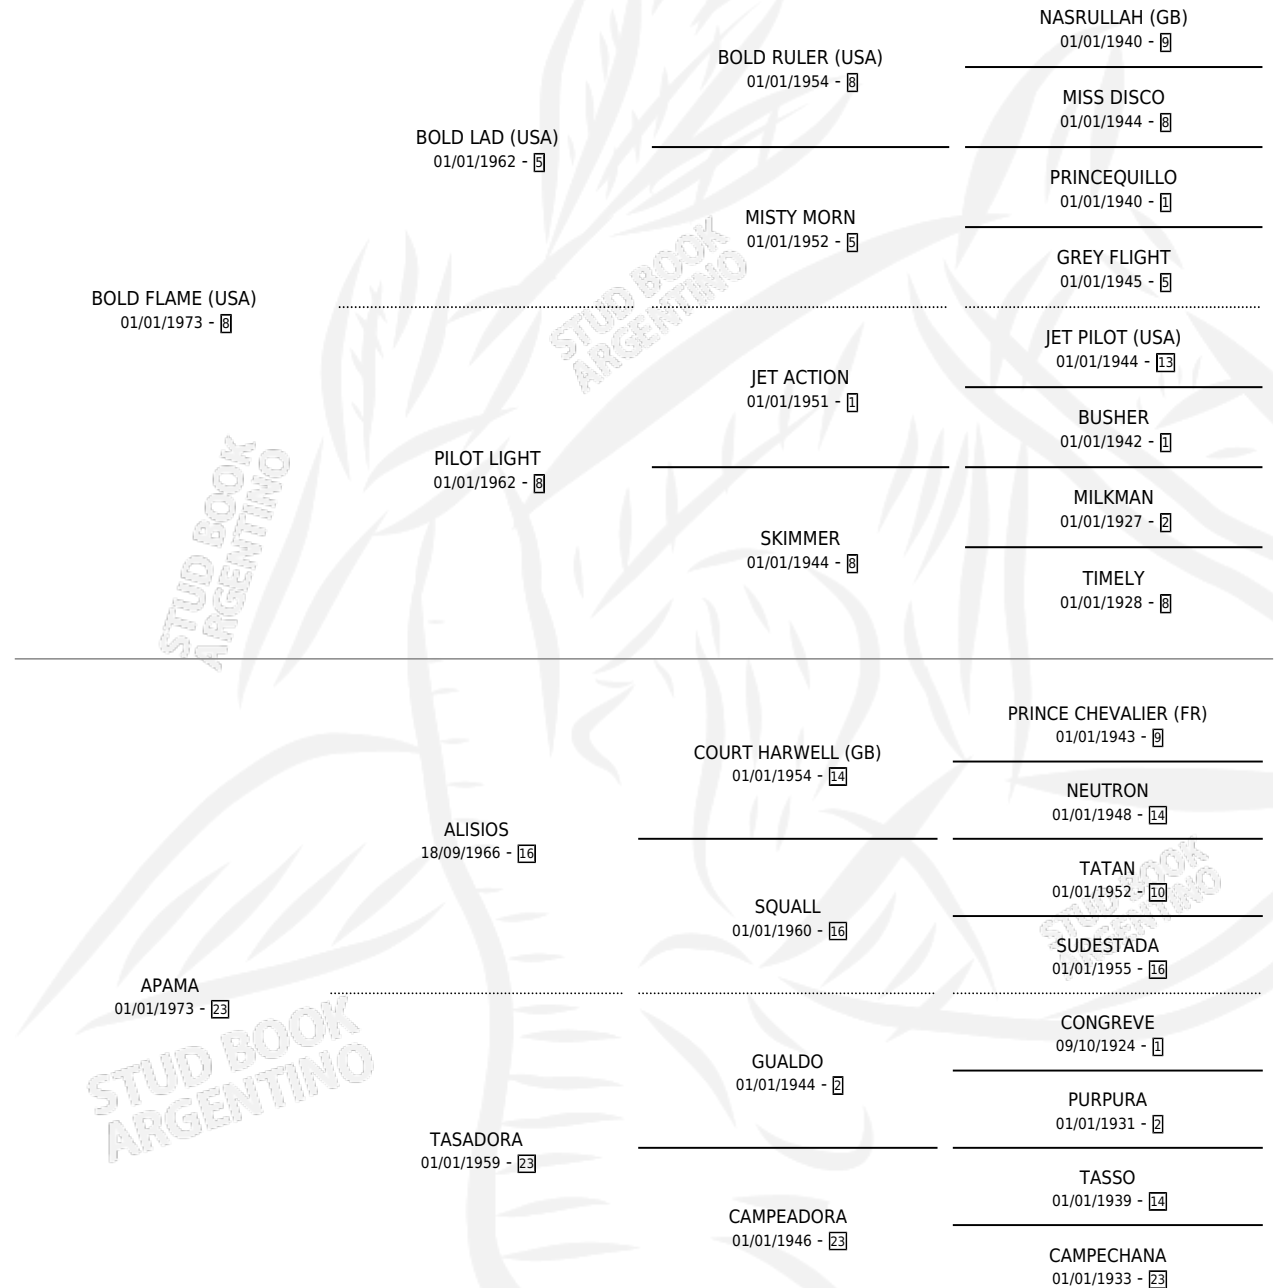 NASRULLAH (GB)
01/01/1940 - 9
BOLD RULER (USA)
01/01/1954 - 8
MISS DISCO
01/01/1944 - 8
BOLD LAD (USA)
01/01/1962 - 5
PRINCEQUILLO
01/01/1940 - 1
MISTY MORN
01/01/1952 - 5
GREY FLIGHT
01/01/1945 - 5
BOLD FLAME (USA)
01/01/1973 - 8
STUD BOOK
ARGENTINO
JET PILOT (USA)
01/01/1944 - 13
JET ACTION
01/01/1951 - 1
BUSHER
01/01/1942 - 1
PILOT LIGHT
01/01/1962 - 8
MILKMAN
01/01/1927 - 2
SKIMMER
01/01/1944 - 8
TIMELY
01/01/1928 - 8
STUD BOOK
ARGENTINO
PRINCE CHEVALIER (FR)
01/01/1943 - 9
COURT HARWELL (GB)
01/01/1954 - 14
NEUTRON
01/01/1948 - 14
ALISIOS
18/09/1966 - 16
TATAN
01/01/1952 - 10
SQUALL
01/01/1960 - 16
STUD BOOK
ARGENTINO
SUDESTADA
01/01/1955 - 16
APAMA
01/01/1973 - 23
CONGREVE
09/10/1924 - 1
GUALDO
01/01/1944 - 2
STUD BOOK
ARGENTINO
PURPURA
01/01/1931 - 2
TASADORA
01/01/1959 - 23
TASSO
01/01/1939 - 14
CAMPEADORA
01/01/1946 - 23
CAMPECHANA
01/01/1933 - 23